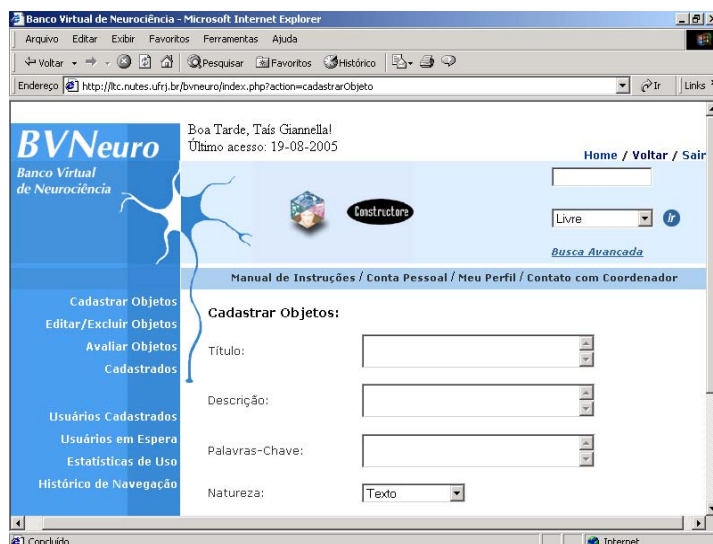 Banco Virtual de Neurociência - Microsoft Internet Explorer
Arquivo Editar Exibir Favoritos Ferramentas Ajuda
Voltar Pesquisar Favoritos Histórico
Endereço http://ltc.nutes.ufrj.br/bvneuro/index.php?action=cadastrarObjeto Ir Links
BVNeuro
Banco Virtual
de Neurociência
Boa Tarde, Taís Giannella!
Último acesso: 19-08-2005
Home / Voltar / Sair
Constructore
Livre Ir
Busca Avançada
Manual de Instruções / Conta Pessoal / Meu Perfil / Contato com Coordenador
Cadastrar Objetos
Editar/Excluir Objetos
Avaliar Objetos
Cadastrados
Usuários Cadastrados
Usuários em Espera
Estatísticas de Uso
Histórico de Navegação
Cadastrar Objetos:
Título:
Descrição:
Palavras-Chave:
Natureza: Texto
Concluído Internet